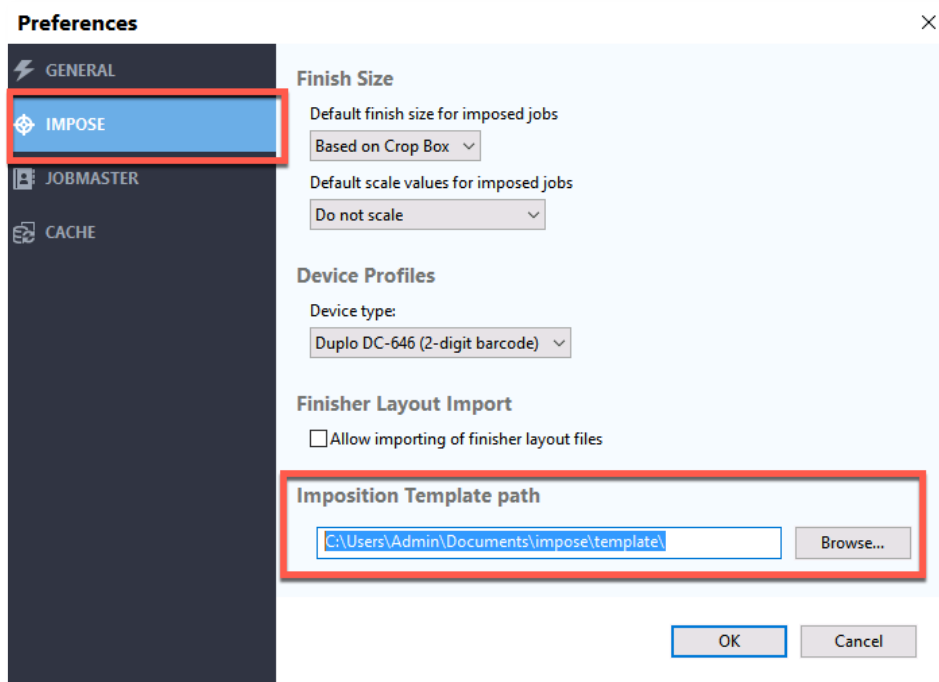 Preferences
GENERAL
IMPOSE
JOBMASTER
CACHE
Finish Size
Default finish size for imposed jobs
Based on Crop Box
Default scale values for imposed jobs
Do not scale
Device Profiles
Device type:
Duplo DC-646 (2-digit barcode)
Finisher Layout Import
Allow importing of finisher layout files
Imposition Template path
C:\Users\Admin\Documents\impose\template\
Browse...
OK
Cancel